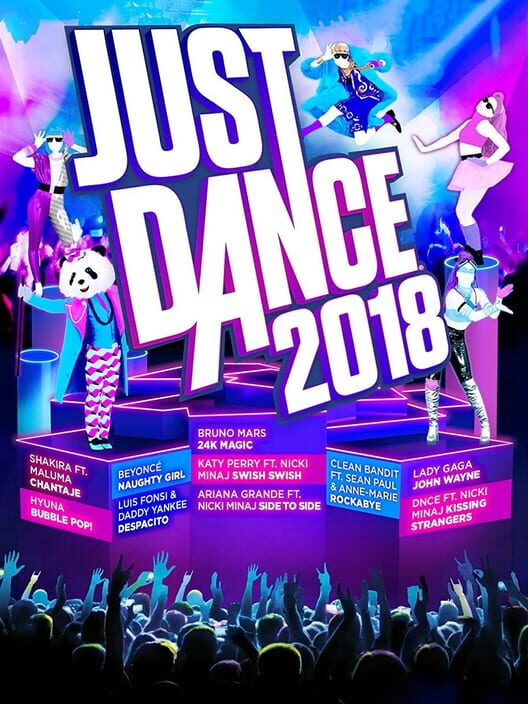 JUST
DANCE
2018
SHAKIRA FT.
MALUMA
CHANTAJE
HYUNA
BUBBLE POP!
BEYONCÉ
NAUGHTY GIRL
LUIS FONSI &
DADDY YANKEE
DESPACITO
BRUNO MARS
24K MAGIC
KATY PERRY FT. NICKI
MINAJ SWISH SWISH
ARIANA GRANDE FT.
NICKI MINAJ SIDE TO SIDE
CLEAN BANDIT
FT. SEAN PAUL
& ANNE-MARIE
ROCKABYE
LADY GAGA
JOHN WAYNE
DNCE FT. NICKI
MINAJ KISSING
STRANGERS